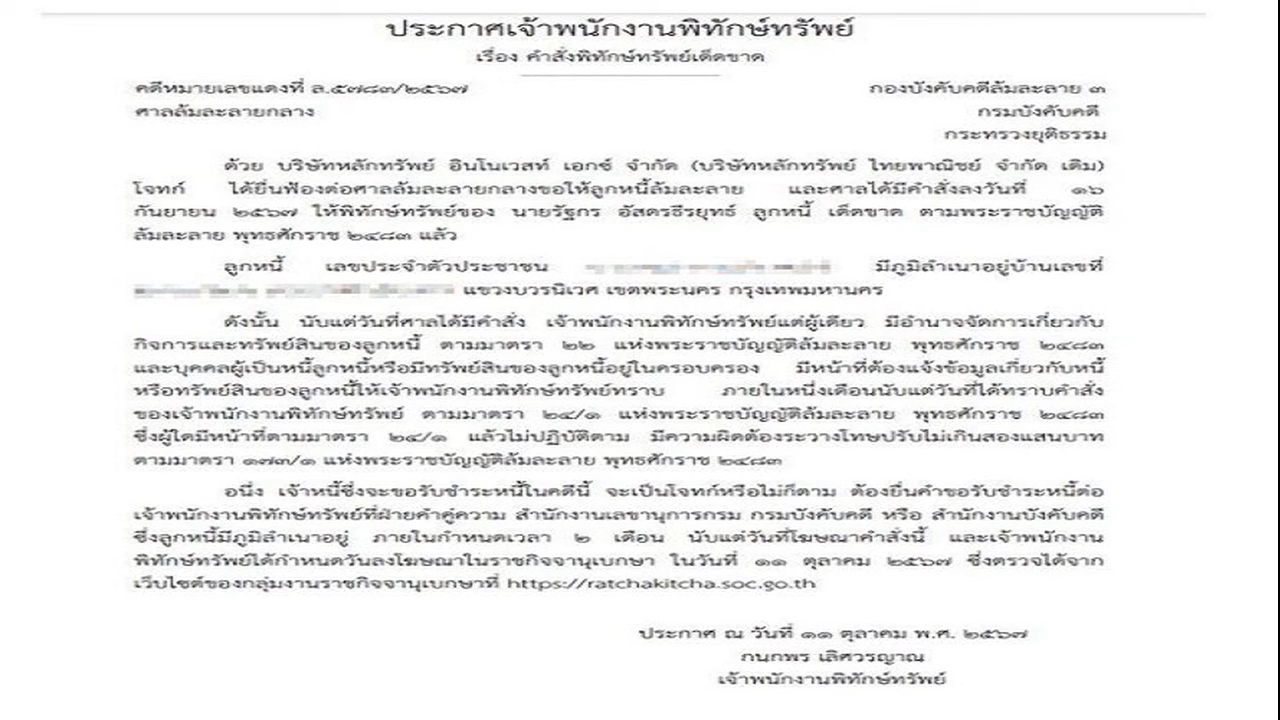 ประกาศเจ้าพนักงานพิทักษ์ทรัพย์
เรื่อง คำสั่งพิทักษ์ทรัพย์เด็ดขาด
คดีหมายเลขแดงที่ ล.๕๗๘๓/๒๕๖๗
กองบังคับคดีล้มละลาย ๓
ศาลล้มละลายกลาง
กรมบังคับคดี
กระทรวงยุติธรรม
ด้วย บริษัทหลักทรัพย์ อินโนเวสท์ เอกซ์ จำกัด (บริษัทหลักทรัพย์ ไทยพาณิชย์ จำกัด เดิม)
โจทก์ ได้ยื่นฟ้องต่อศาลล้มละลายกลางขอให้ลูกหนี้ล้มละลาย และศาลได้มีคำสั่งลงวันที่ ๑๖
กันยายน ๒๕๖๗ ให้พิทักษ์ทรัพย์ของ นายรัฐกร อัสดรธีรยุทธ์ ลูกหนี้ เด็ดขาด ตามพระราชบัญญัติ
ล้มละลาย พุทธศักราช ๒๔๘๓ แล้ว
ลูกหนี้ เลขประจำตัวประชาชน มีภูมิลำเนาอยู่บ้านเลขที่
แขวงบวรนิเวศ เขตพระนคร กรุงเทพมหานคร
ดังนั้น นับแต่วันที่ศาลได้มีคำสั่ง เจ้าพนักงานพิทักษ์ทรัพย์แต่ผู้เดียว มีอำนาจจัดการเกี่ยวกับ
กิจการและทรัพย์สินของลูกหนี้ ตามมาตรา ๒๒ แห่งพระราชบัญญัติล้มละลาย พุทธศักราช ๒๔๘๓
และบุคคลผู้เป็นหนี้ลูกหนี้หรือมีทรัพย์สินของลูกหนี้อยู่ในครอบครอง มีหน้าที่ต้องแจ้งข้อมูลเกี่ยวกับหนี้
หรือทรัพย์สินของลูกหนี้ให้เจ้าพนักงานพิทักษ์ทรัพย์ทราบ ภายในหนึ่งเดือนนับแต่วันที่ได้ทราบคำสั่ง
ของเจ้าพนักงานพิทักษ์ทรัพย์ ตามมาตรา ๒๔/๑ แห่งพระราชบัญญัติล้มละลาย พุทธศักราช ๒๔๘๓
ซึ่งผู้ใดมีหน้าที่ตามมาตรา ๒๔/๑ แล้วไม่ปฏิบัติตาม มีความผิดต้องระวางโทษปรับไม่เกินสองแสนบาท
ตามมาตรา ๑๗๓/๑ แห่งพระราชบัญญัติล้มละลาย พุทธศักราช ๒๔๘๓
อนึ่ง เจ้าหนี้ซึ่งจะขอรับชำระหนี้ในคดีนี้ จะเป็นโจทก์หรือไม่ก็ตาม ต้องยื่นคำขอรับชำระหนี้ต่อ
เจ้าพนักงานพิทักษ์ทรัพย์ที่ฝ่ายคำคู่ความ สำนักงานเลขานุการกรม กรมบังคับคดี หรือ สำนักงานบังคับคดี
ซึ่งลูกหนี้มีภูมิลำเนาอยู่ ภายในกำหนดเวลา ๒ เดือน นับแต่วันที่โฆษณาคำสั่งนี้ และเจ้าพนักงาน
พิทักษ์ทรัพย์ได้กำหนดวันลงโฆษณาในราชกิจจานุเบกษา ในวันที่ ๑๑ ตุลาคม ๒๕๖๗ ซึ่งตรวจได้จาก
เว็บไซต์ของกลุ่มงานราชกิจจานุเบกษาที่ https://ratchakitcha.soc.go.th
ประกาศ ณ วันที่ ๑๑ ตุลาคม พ.ศ. ๒๕๖๗
กนกพร เลิศวรญาณ
เจ้าพนักงานพิทักษ์ทรัพย์